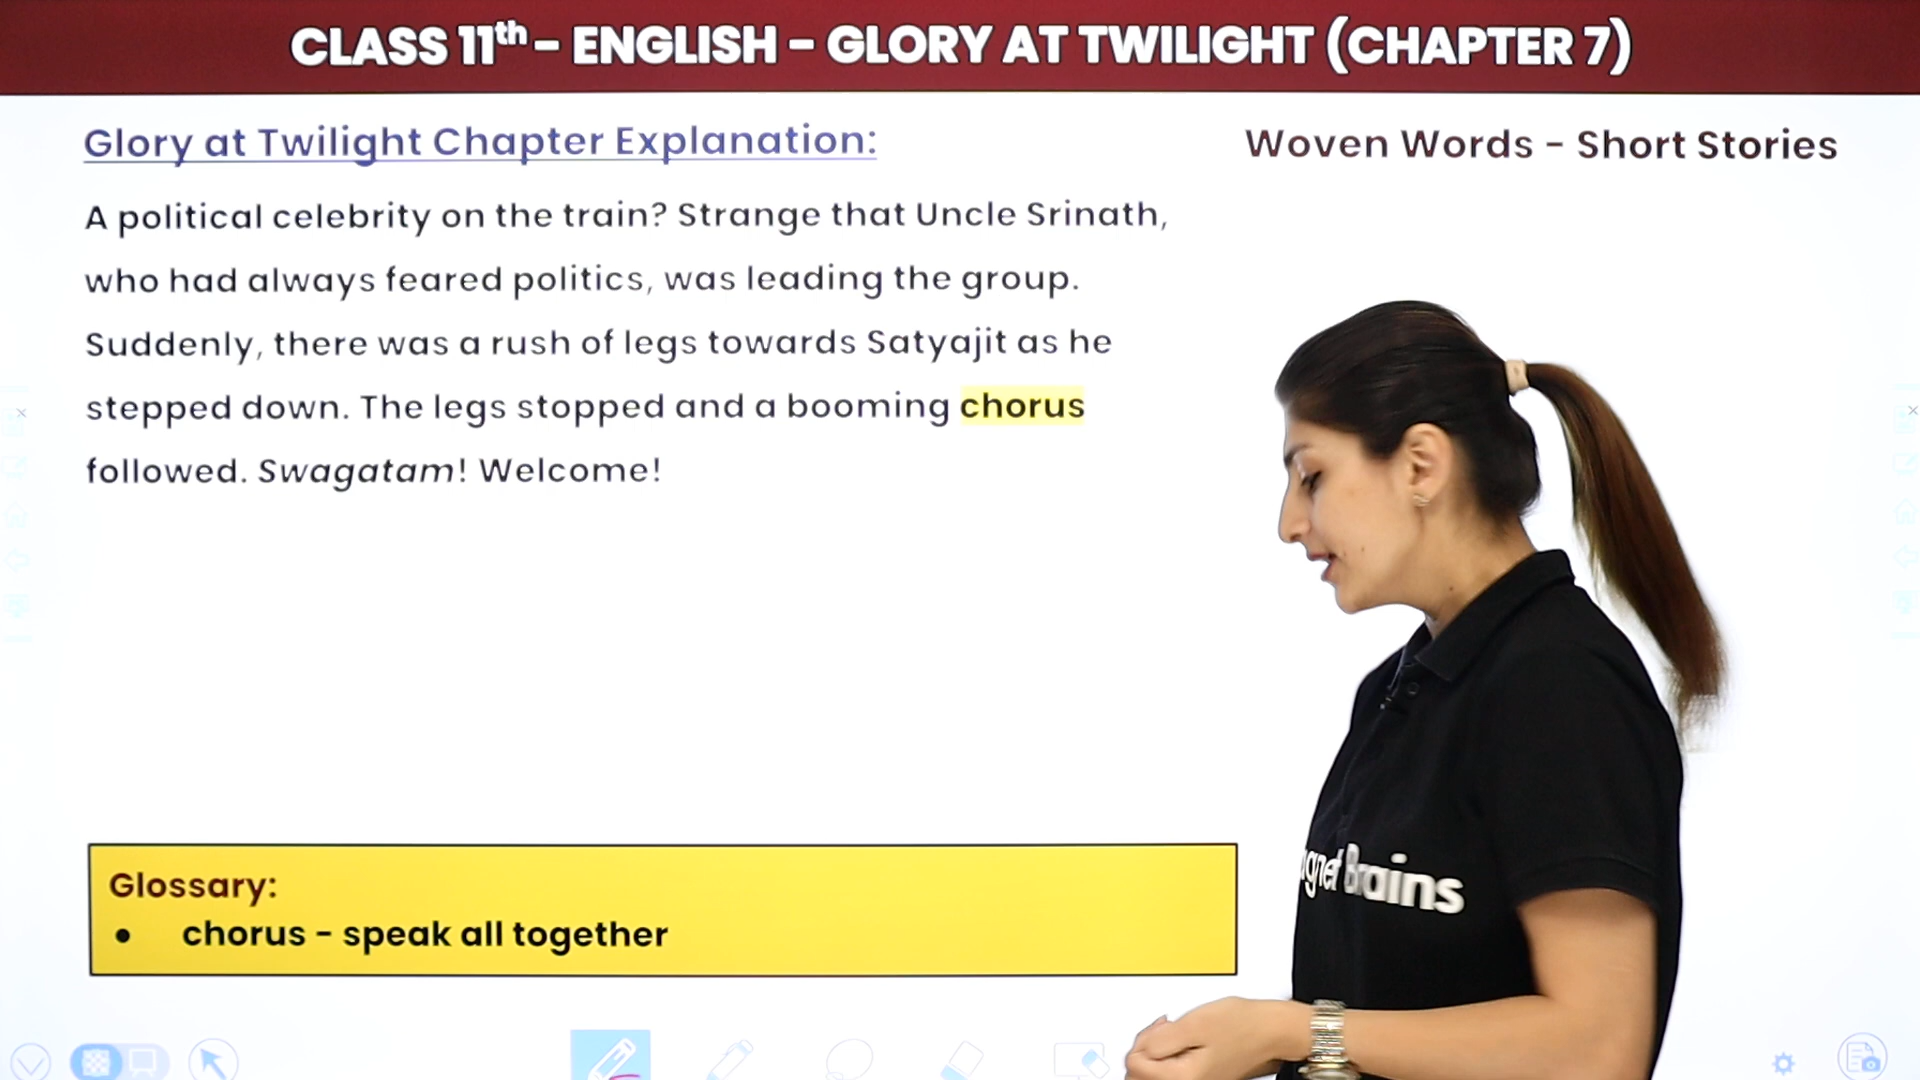 CLASS 11th – ENGLISH – GLORY AT TWILIGHT (CHAPTER 7)
Glory at Twilight Chapter Explanation:
Woven Words – Short Stories
A political celebrity on the train? Strange that Uncle Srinath,
who had always feared politics, was leading the group.
Suddenly, there was a rush of legs towards Satyajit as he
stepped down. The legs stopped and a booming chorus
followed. Swagatam! Welcome!
Glossary:
● chorus – speak all together
Brains